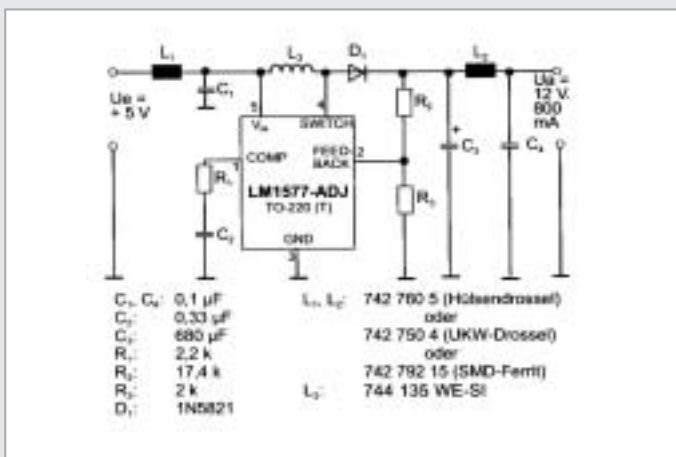 L₁
L₃
D₁
L₂
Ue =
+ 5 V
C₁
5
4
Vin
SWITCH
R₂
Ua =
12 V
800
mA
COMP
1
FEED-
BACK
2
C₃
+
C₄
R₁
LM1577-ADJ
TO-220 (T)
R₃
C₂
GND
3
C₁, C₄: 0,1 µF
C₂: 0,33 µF
C₃: 680 µF
R₁: 2,2 k
R₂: 17,4 k
R₃: 2 k
D₁: 1N5821
L₁, L₂: 742 760 5 (Hülsendrossel)
oder
742 750 4 (UKW-Drossel)
oder
742 792 15 (SMD-Ferrit)
L₃: 744 135 WE-SI